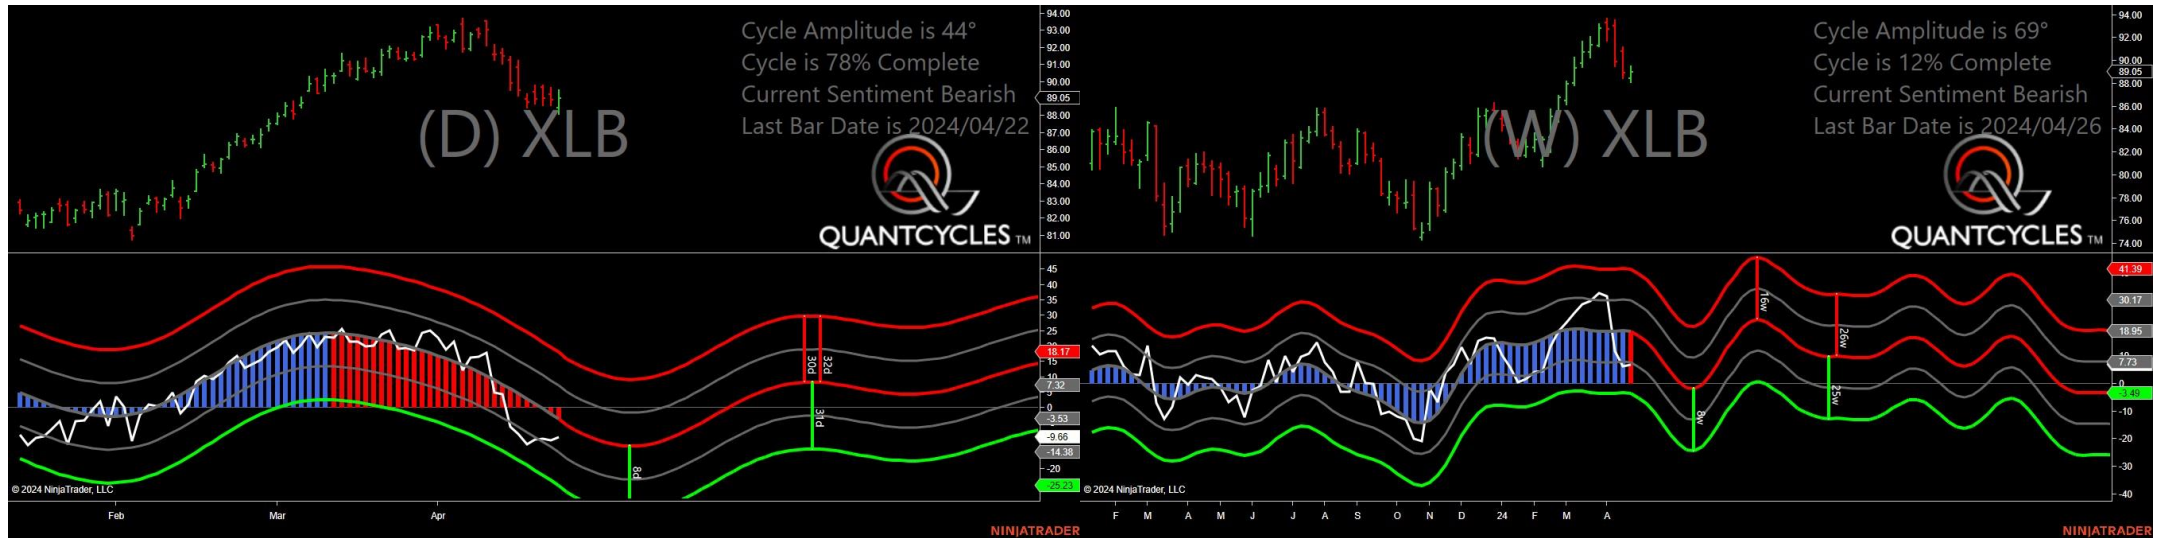 Cycle Amplitude is 44°
Cycle is 78% Complete
Current Sentiment Bearish
Last Bar Date is 2024/04/22
(D) XLB
QUANTCYCLES TM
94.00
93.00
92.00
91.00
90.00
89.05
88.00
87.00
86.00
85.00
84.00
83.00
82.00
81.00
45
40
35
30
25
20
18.17
15
10
7.32
5
0
-3.53
-9.66
-14.38
-20
-25.23
30d
32d
31d
8d
© 2024 NinjaTrader, LLC
Feb
Mar
Apr
NINJATRADER
Cycle Amplitude is 69°
Cycle is 12% Complete
Current Sentiment Bearish
Last Bar Date is 2024/04/26
(W) XLB
QUANTCYCLES TM
94.00
92.00
90.00
89.05
88.00
86.00
84.00
82.00
80.00
78.00
76.00
74.00
41.39
30.17
18.95
7.73
0
-3.49
-10
-20
-30
-40
16w
26w
25w
8w
© 2024 NinjaTrader, LLC
F M A M J J A S O N D 24 F M A
NINJATRADER